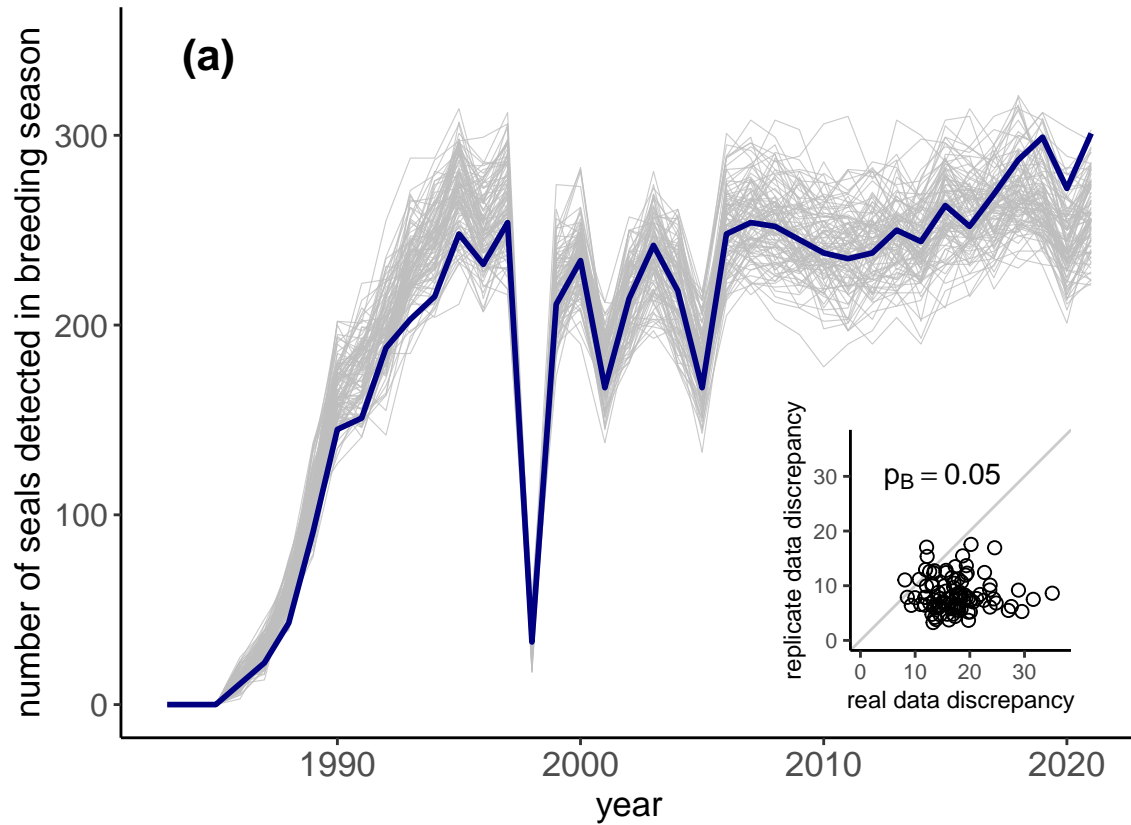 (a)
number of seals detected in breeding season
300
200
100
0
1990 2000 2010 2020
year
pB = 0.05
replicate data discrepancy
30
20
10
0
0 10 20 30
real data discrepancy